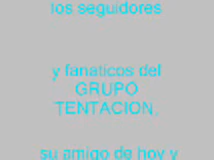 los seguidores
y fanaticos del
GRUPO
TENTACION,
su amigo de hoy y